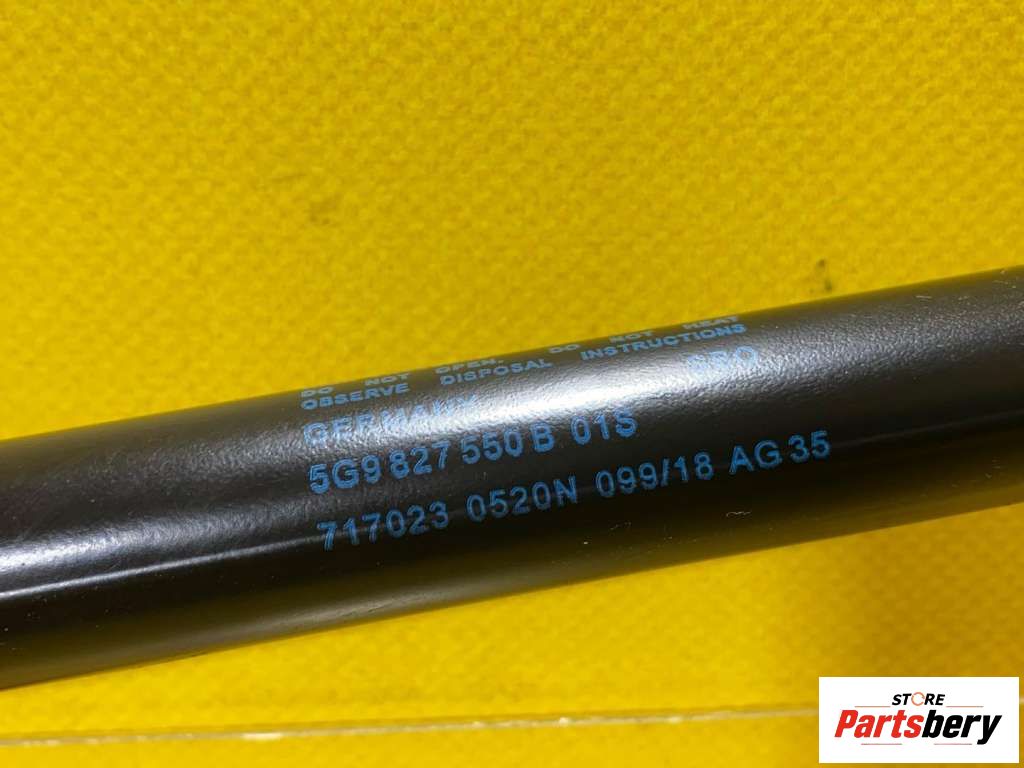 DO NOT OPEN. DO NOT HEAT
OBSERVE DISPOSAL INSTRUCTIONS
GERMANY
5G9 827 550 B 01S
717023 0520N 099/18 AG 35
STORE
Partsbery